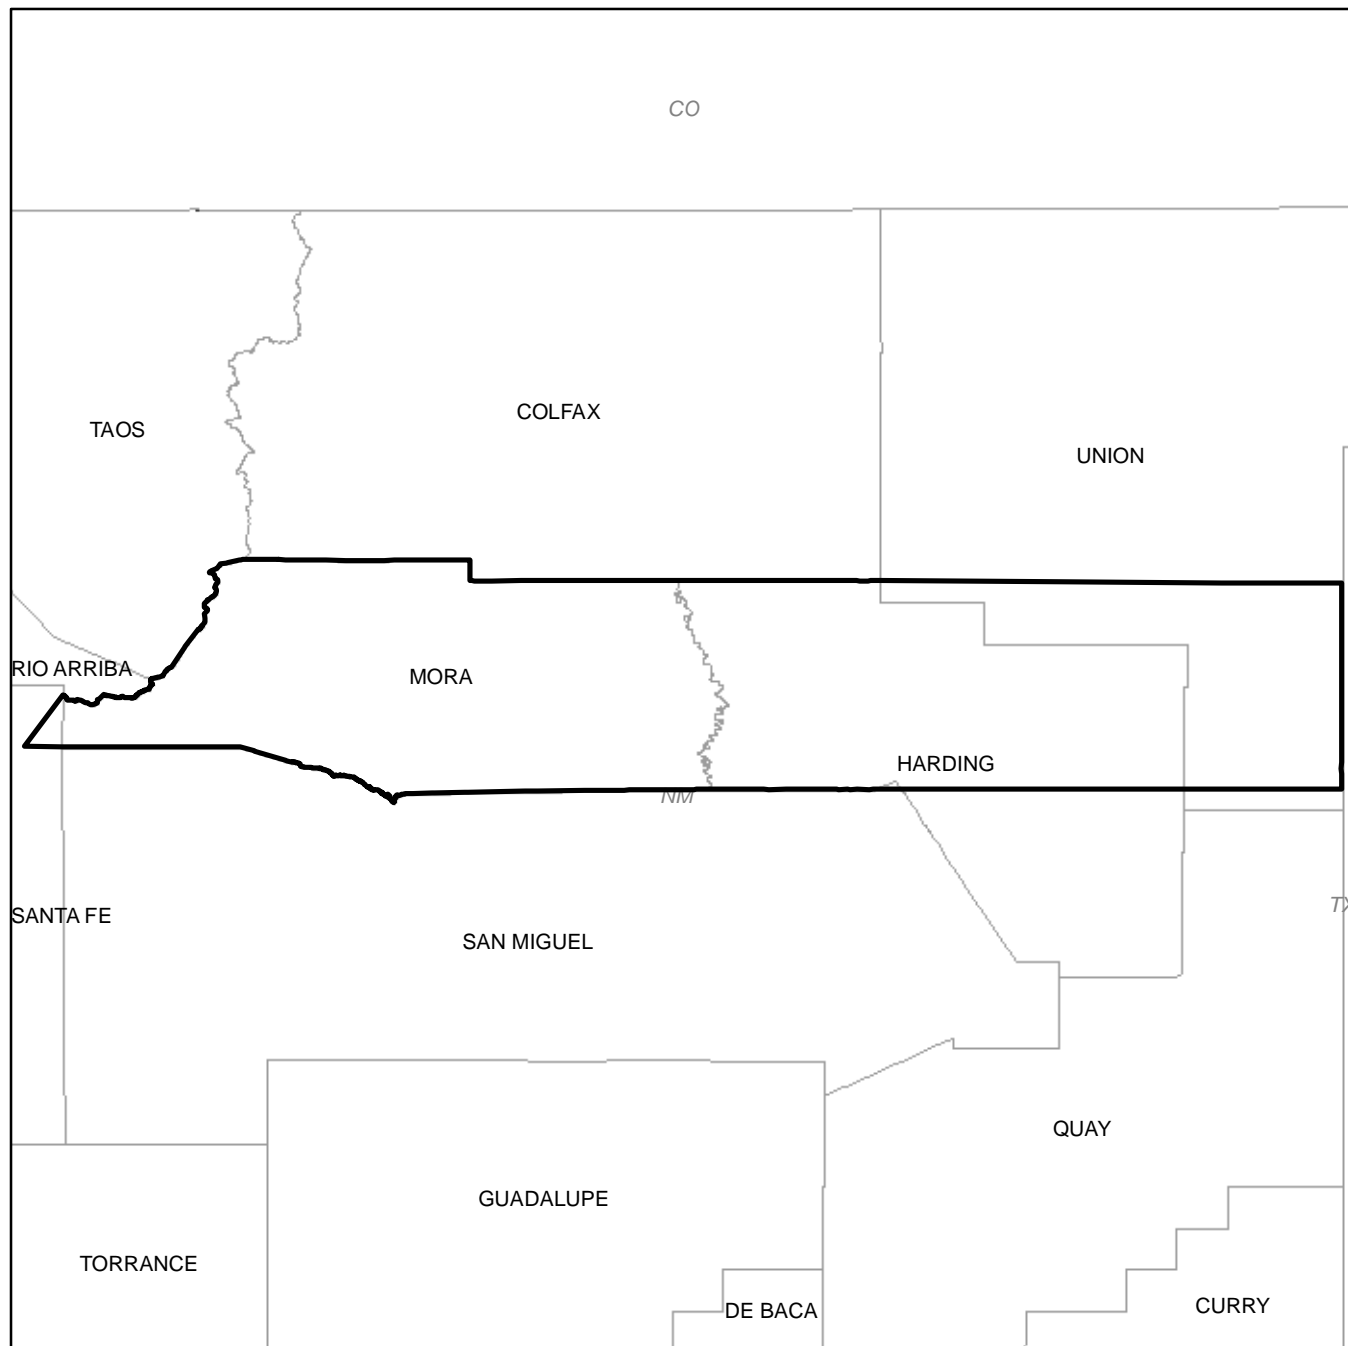 CO
COLFAX
TAOS
UNION
RIO ARRIBA
MORA
HARDING
NM
TX
SANTA FE
SAN MIGUEL
QUAY
GUADALUPE
TORRANCE
CURRY
DE BACA